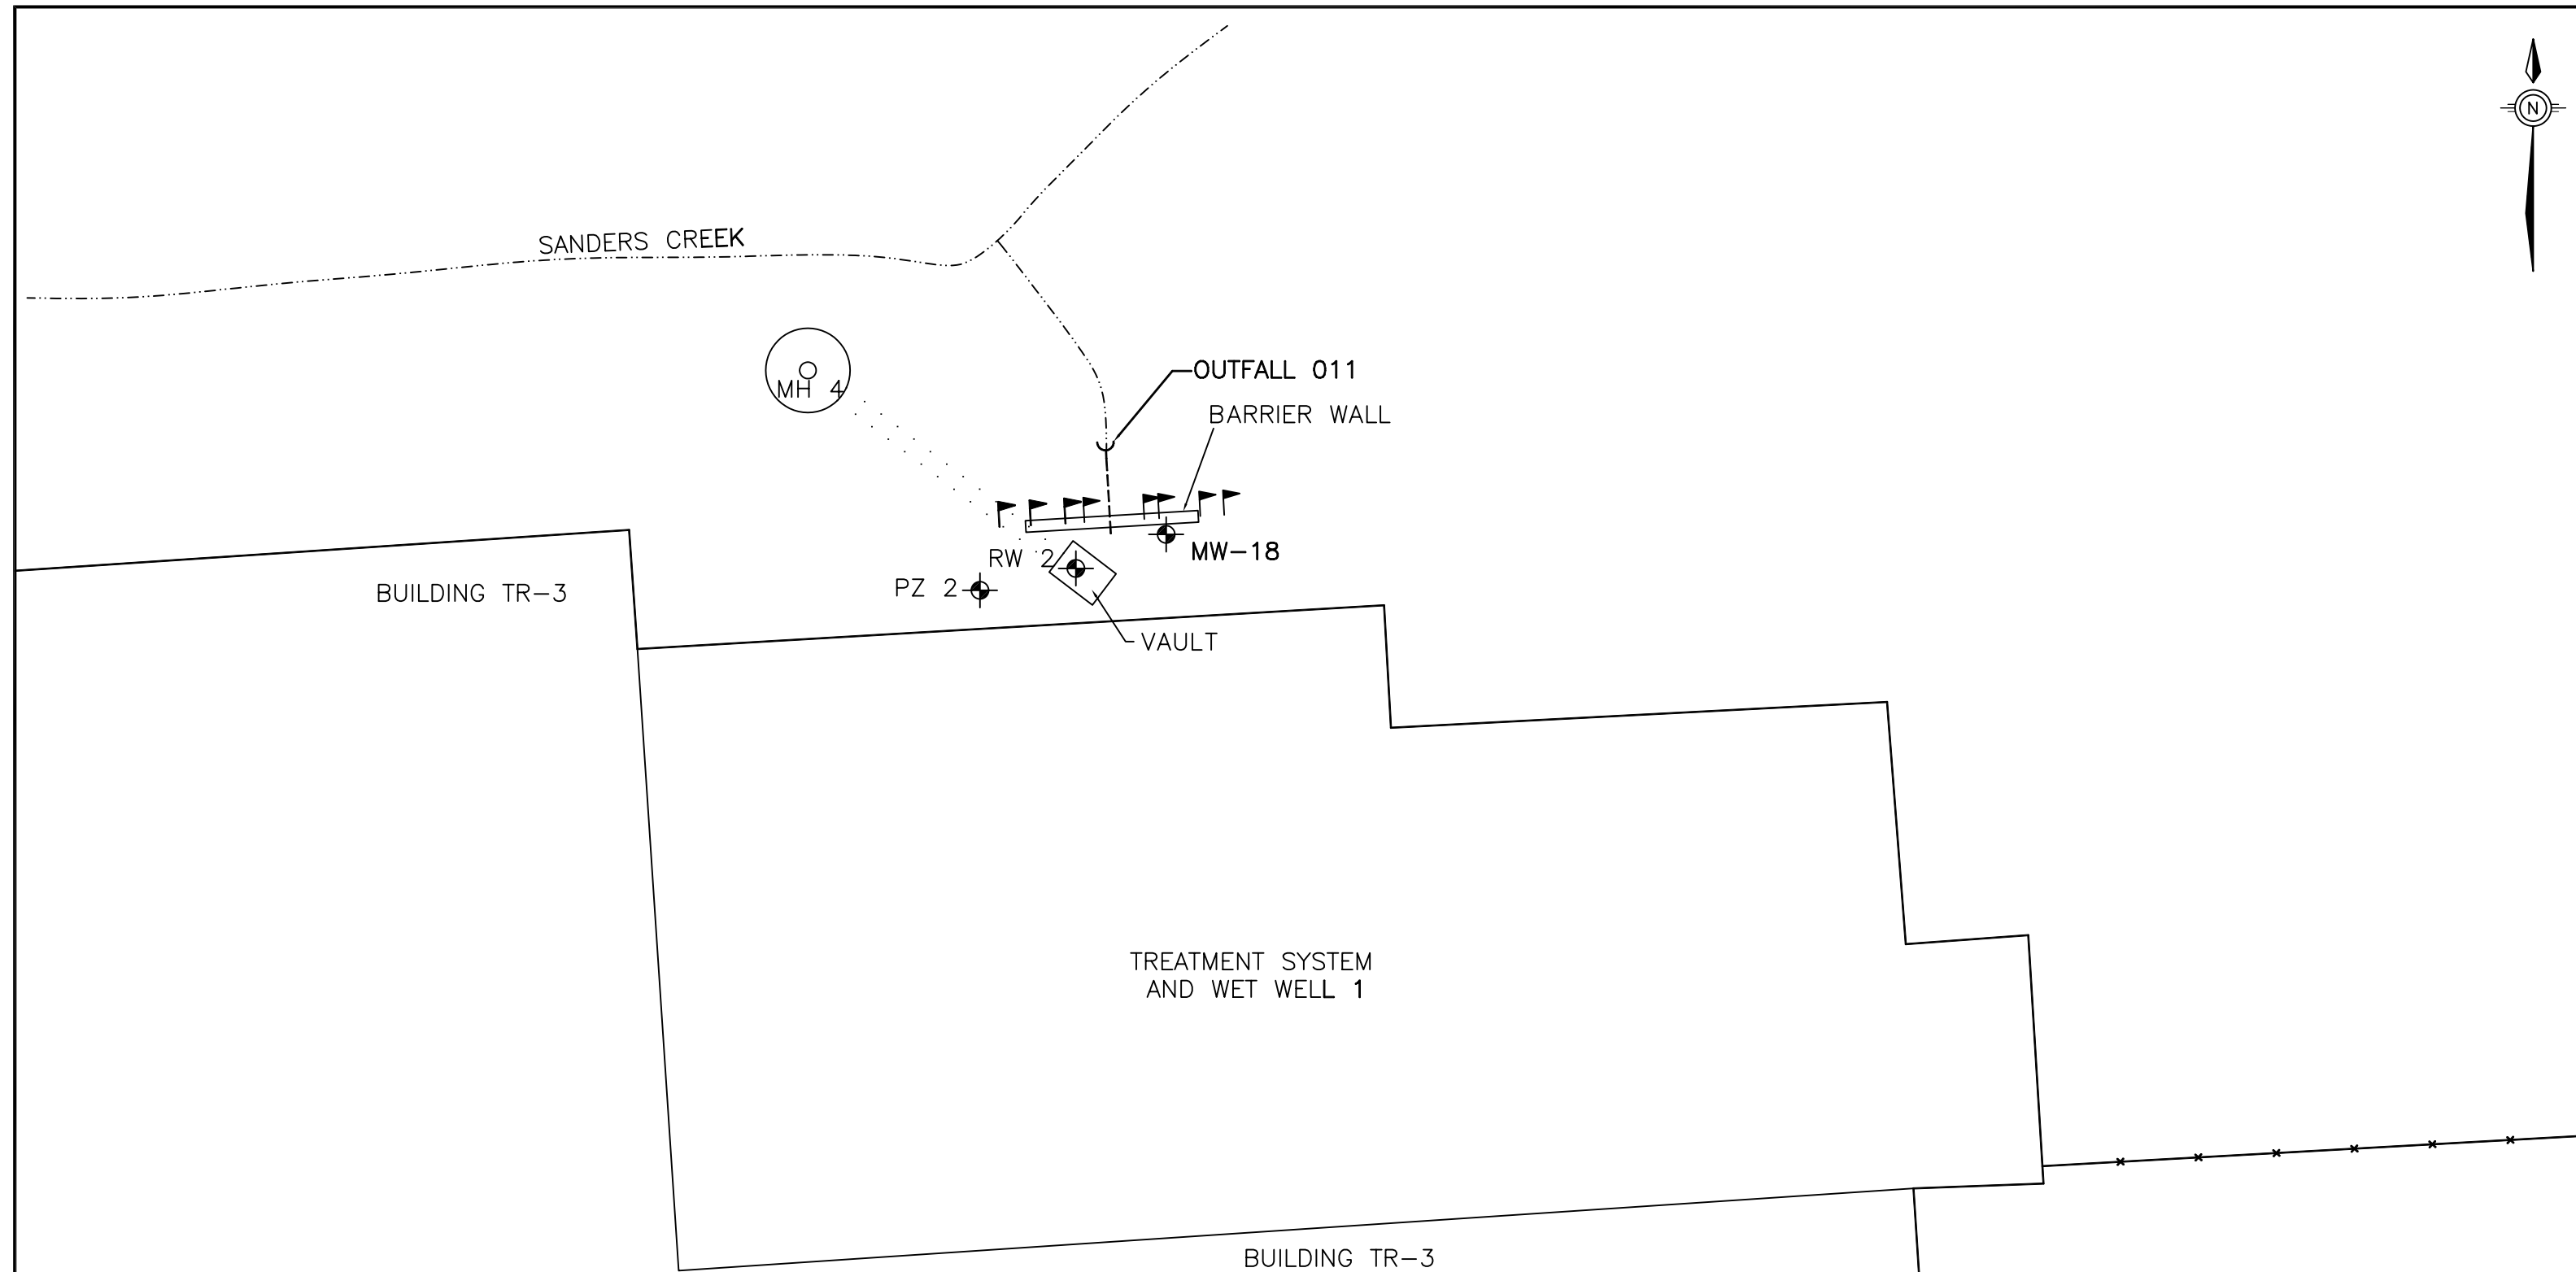 N
SANDERS CREEK
MH 4
OUTFALL 011
BARRIER WALL
RW 2
MW-18
PZ 2
BUILDING TR-3
VAULT
TREATMENT SYSTEM
AND WET WELL 1
BUILDING TR-3